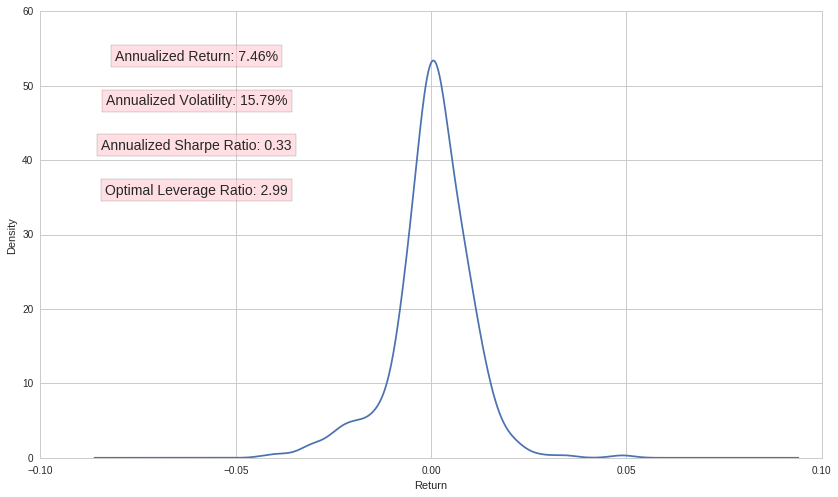 60
50
40
30
20
10
0
Density
Annualized Return: 7.46%
Annualized Volatility: 15.79%
Annualized Sharpe Ratio: 0.33
Optimal Leverage Ratio: 2.99
−0.10
−0.05
0.00
0.05
0.10
Return